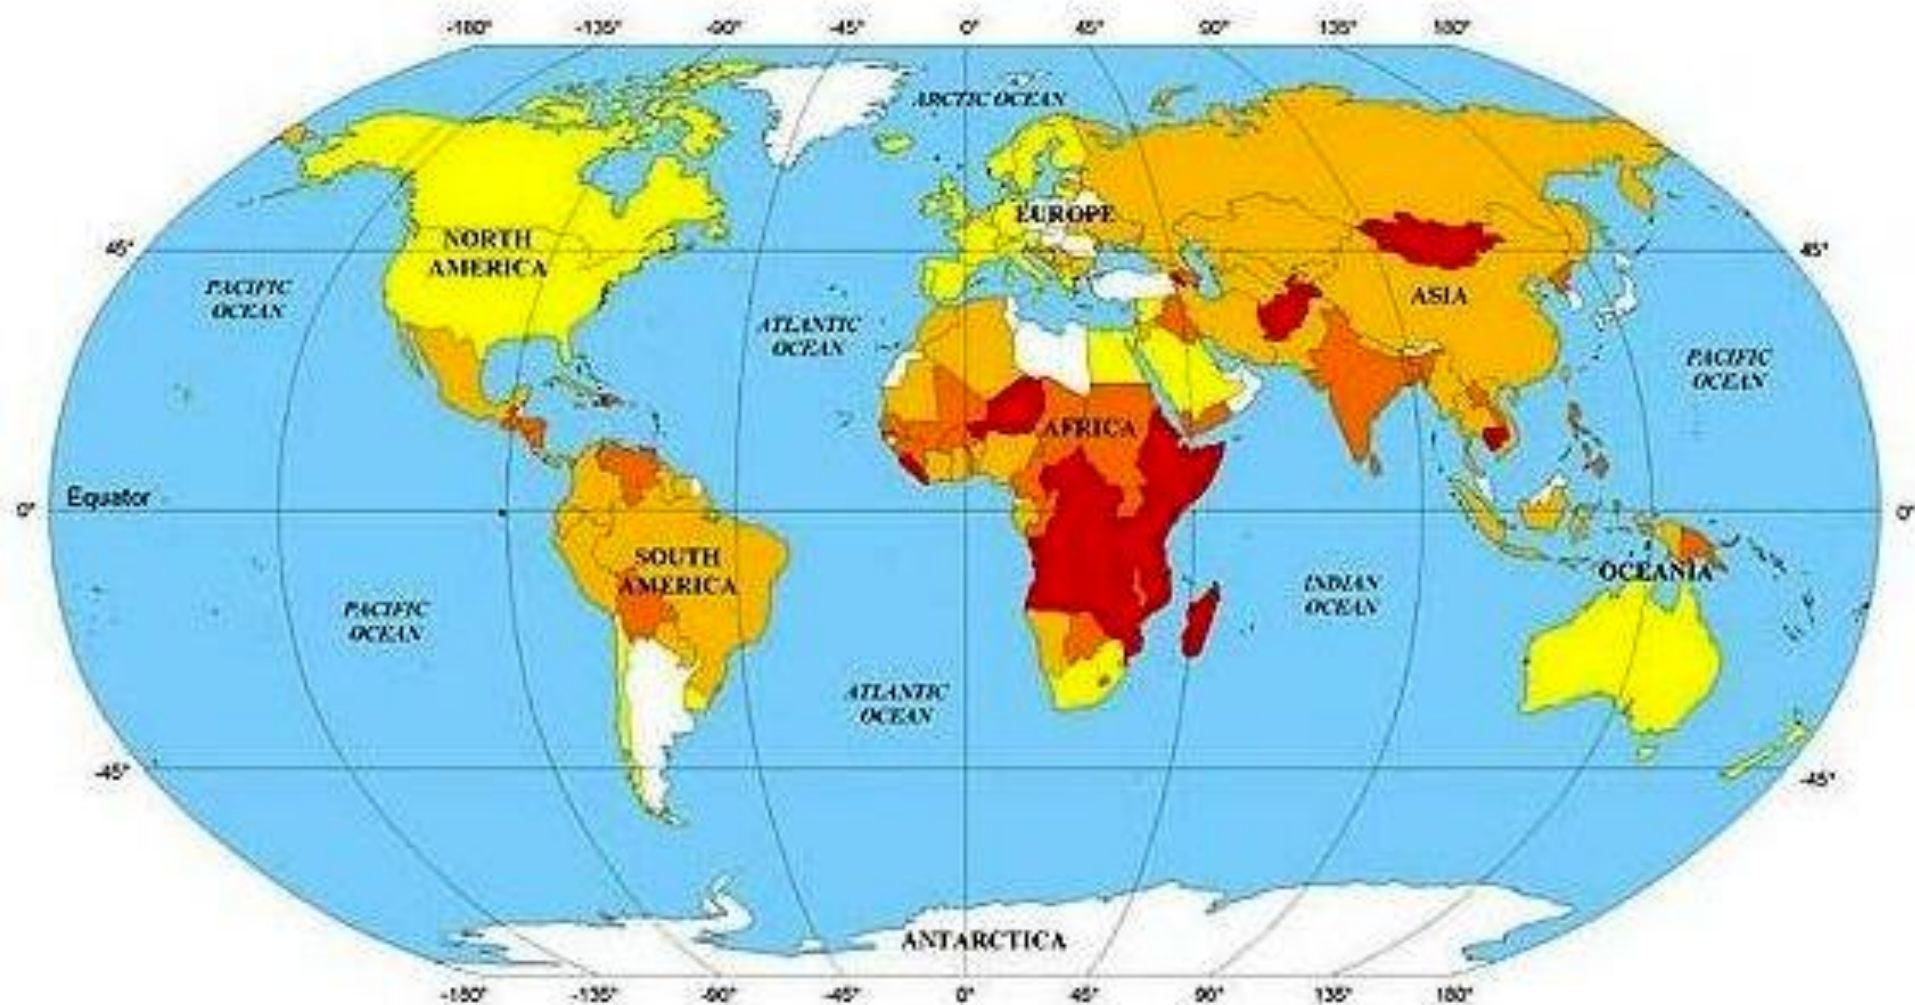 -180° -135° -90° -45° 0° 45° 90° 135° 180°
ARCTIC OCEAN
EUROPE
NORTH
AMERICA
45°
45°
PACIFIC
OCEAN
ASIA
ATLANTIC
OCEAN
PACIFIC
OCEAN
AFRICA
Equator
0°
0°
SOUTH
AMERICA
OCEANIA
INDIAN
OCEAN
PACIFIC
OCEAN
ATLANTIC
OCEAN
-45°
-45°
ANTARCTICA
-180° -135° -90° -45° 0° 45° 90° 135° 180°